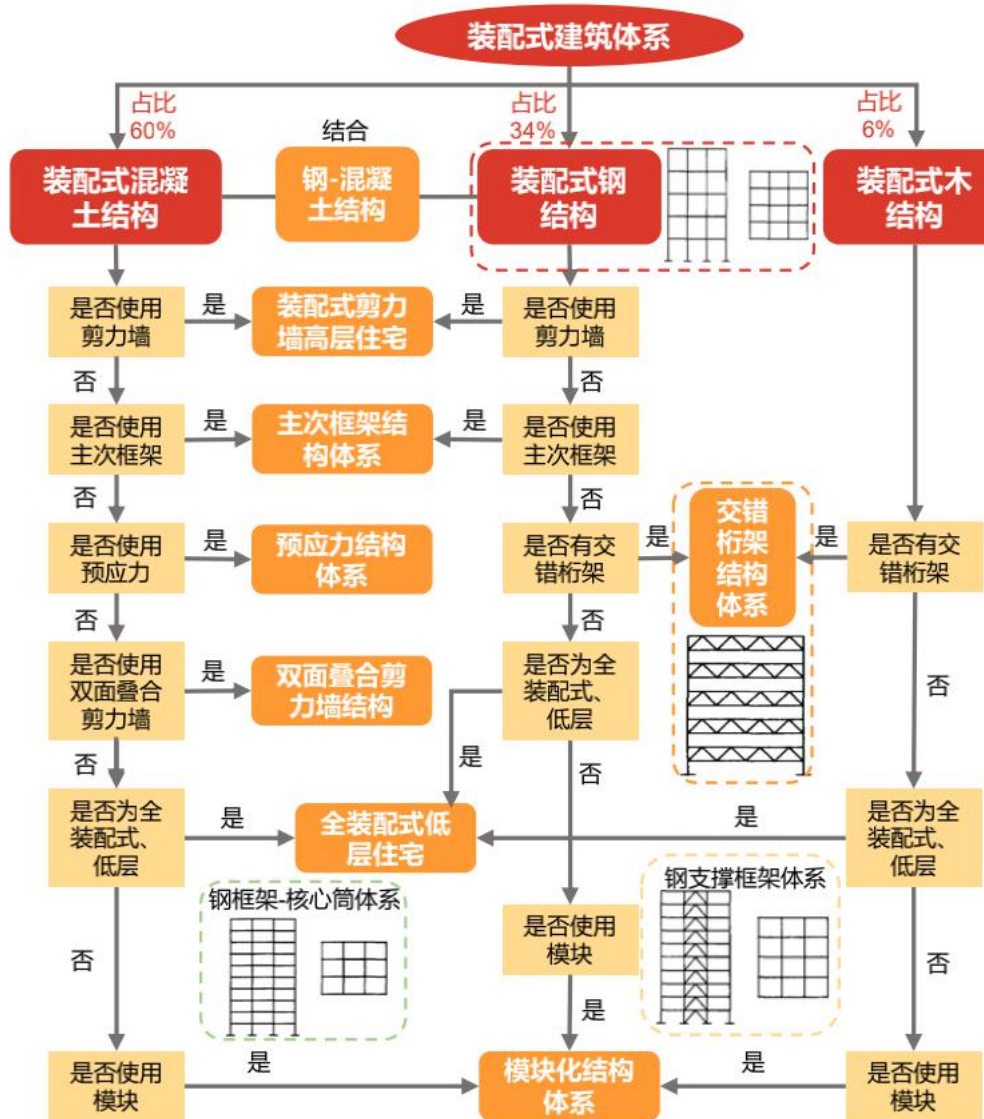 装配式建筑体系
占比
60%
占比
34%
占比
6%
结合
装配式混凝
土结构
钢-混凝
土结构
装配式钢
结构
装配式木
结构
是否使用
剪力墙
是
装配式剪力
墙高层住宅
是
是否使用
剪力墙
否
否
是否使用
主次框架
是
主次框架结
构体系
是
是否使用
主次框架
否
否
是否使用
预应力
是
预应力结构
体系
是否有交
错桁架
是
交错
桁架
结构
体系
是
是否有交
错桁架
否
否
是否使用
双面叠合
剪力墙
是
双面叠合剪
力墙结构
是否为全
装配式、
低层
否
否
是
否
是否为全
装配式、
低层
是
全装配式低
层住宅
是
是否为全
装配式、
低层
钢框架-核心筒体系
钢支撑框架体系
否
是否使用
模块
否
是
是否使用
模块
是
模块化结构
体系
是
是否使用
模块